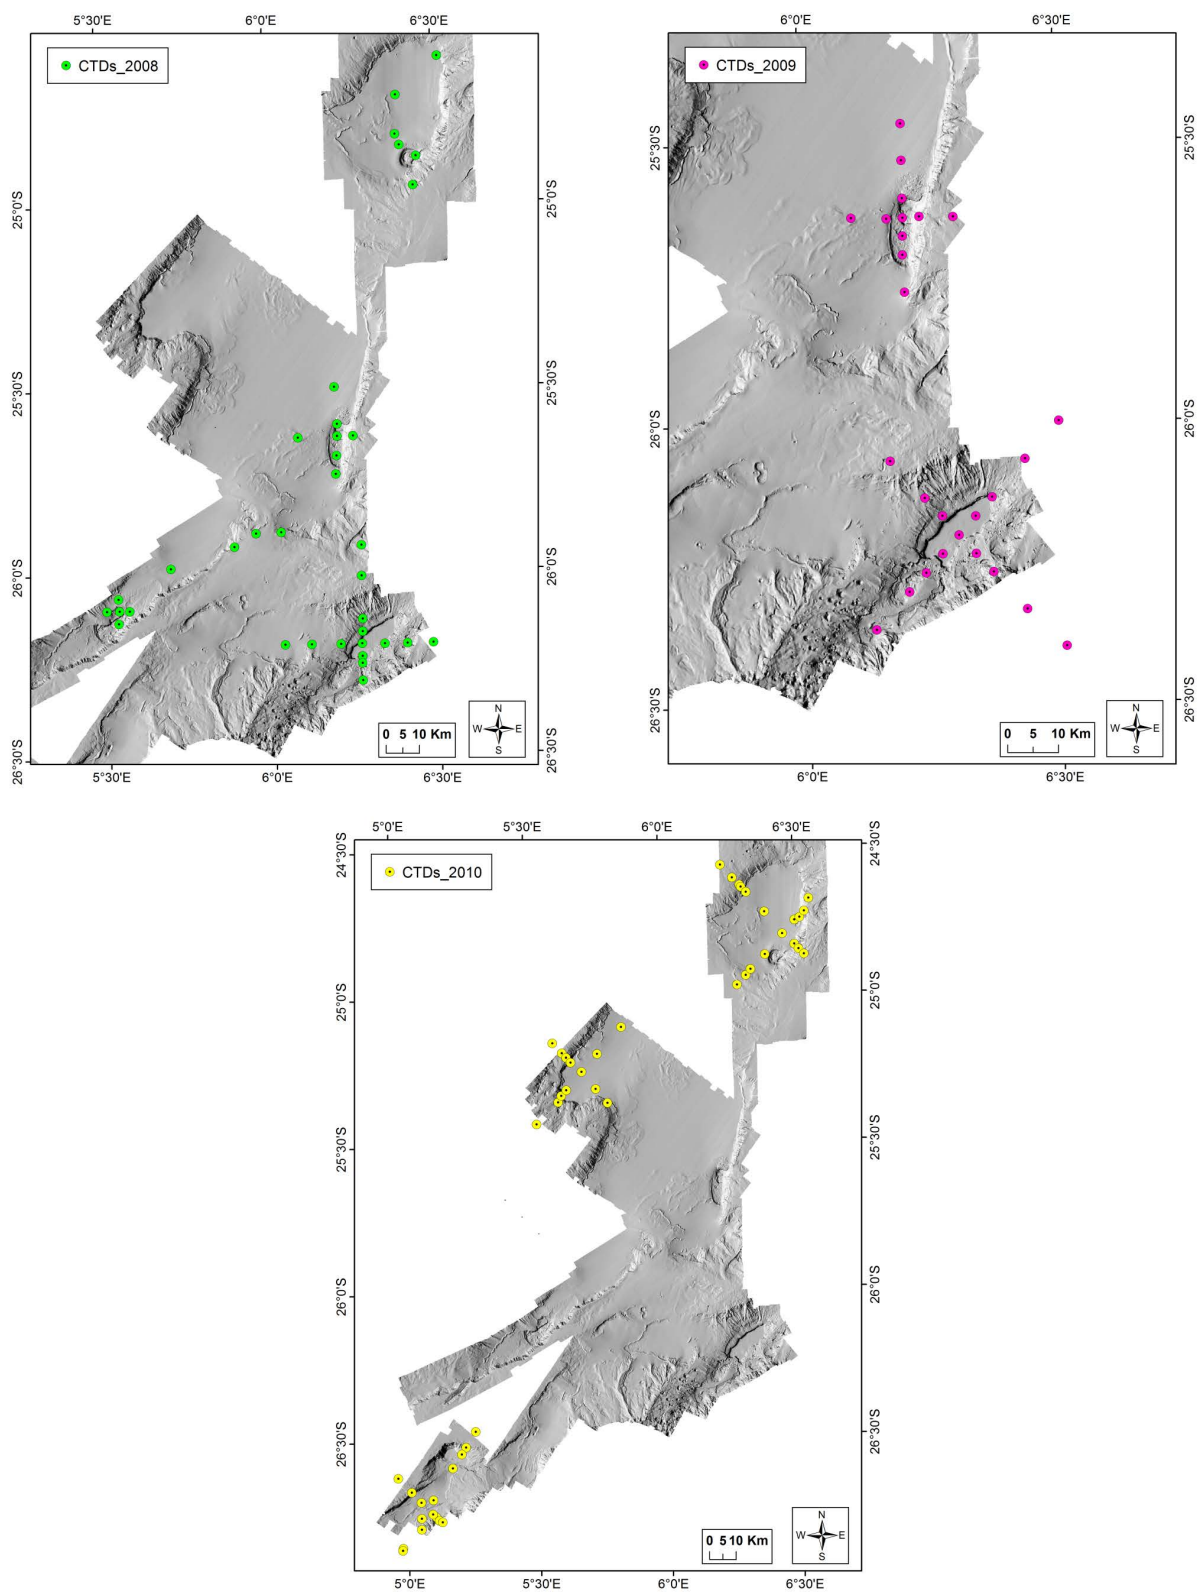 5°30'E 6°0'E 6°30'E
CTDs_2008
25°0'S 25°0'S
25°30'S 25°30'S
26°0'S 26°0'S
26°30'S 26°30'S
0 5 10 Km
N
W E
S
5°30'E 6°0'E 6°30'E
6°0'E 6°30'E
CTDs_2009
25°30'S 25°30'S
26°0'S 26°0'S
26°30'S 26°30'S
0 5 10 Km
N
W E
S
6°0'E 6°30'E
5°0'E 5°30'E 6°0'E 6°30'E
24°30'S 24°30'S
CTDs_2010
25°0'S 25°0'S
25°30'S 25°30'S
26°0'S 26°0'S
26°30'S 26°30'S
0 5 10 Km
N
W E
S
5°0'E 5°30'E 6°0'E 6°30'E